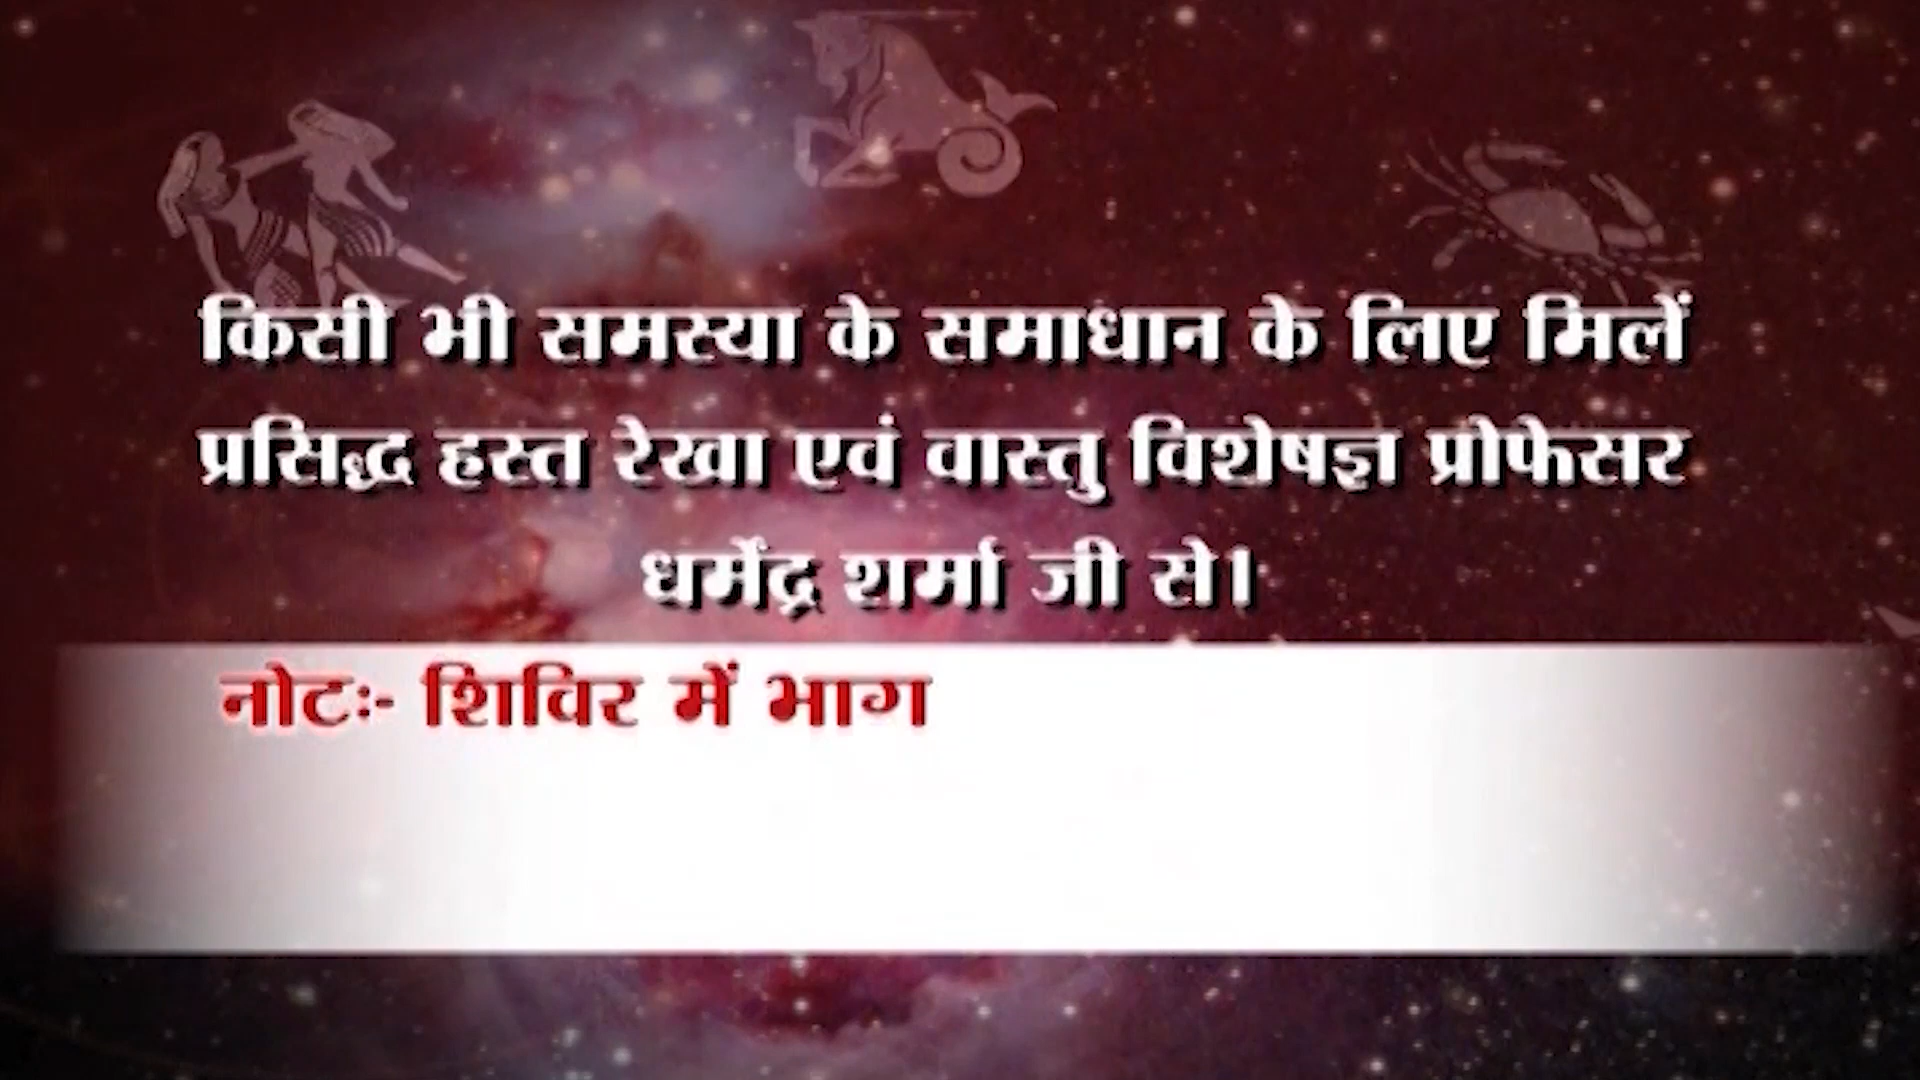 किसी भी समस्या के समाधान के लिए मिलें
प्रसिद्ध हस्त रेखा एवं वास्तु विशेषज्ञ प्रोफेसर
धर्मेंद्र शर्मा जी से।
नोटः- शिविर में भाग